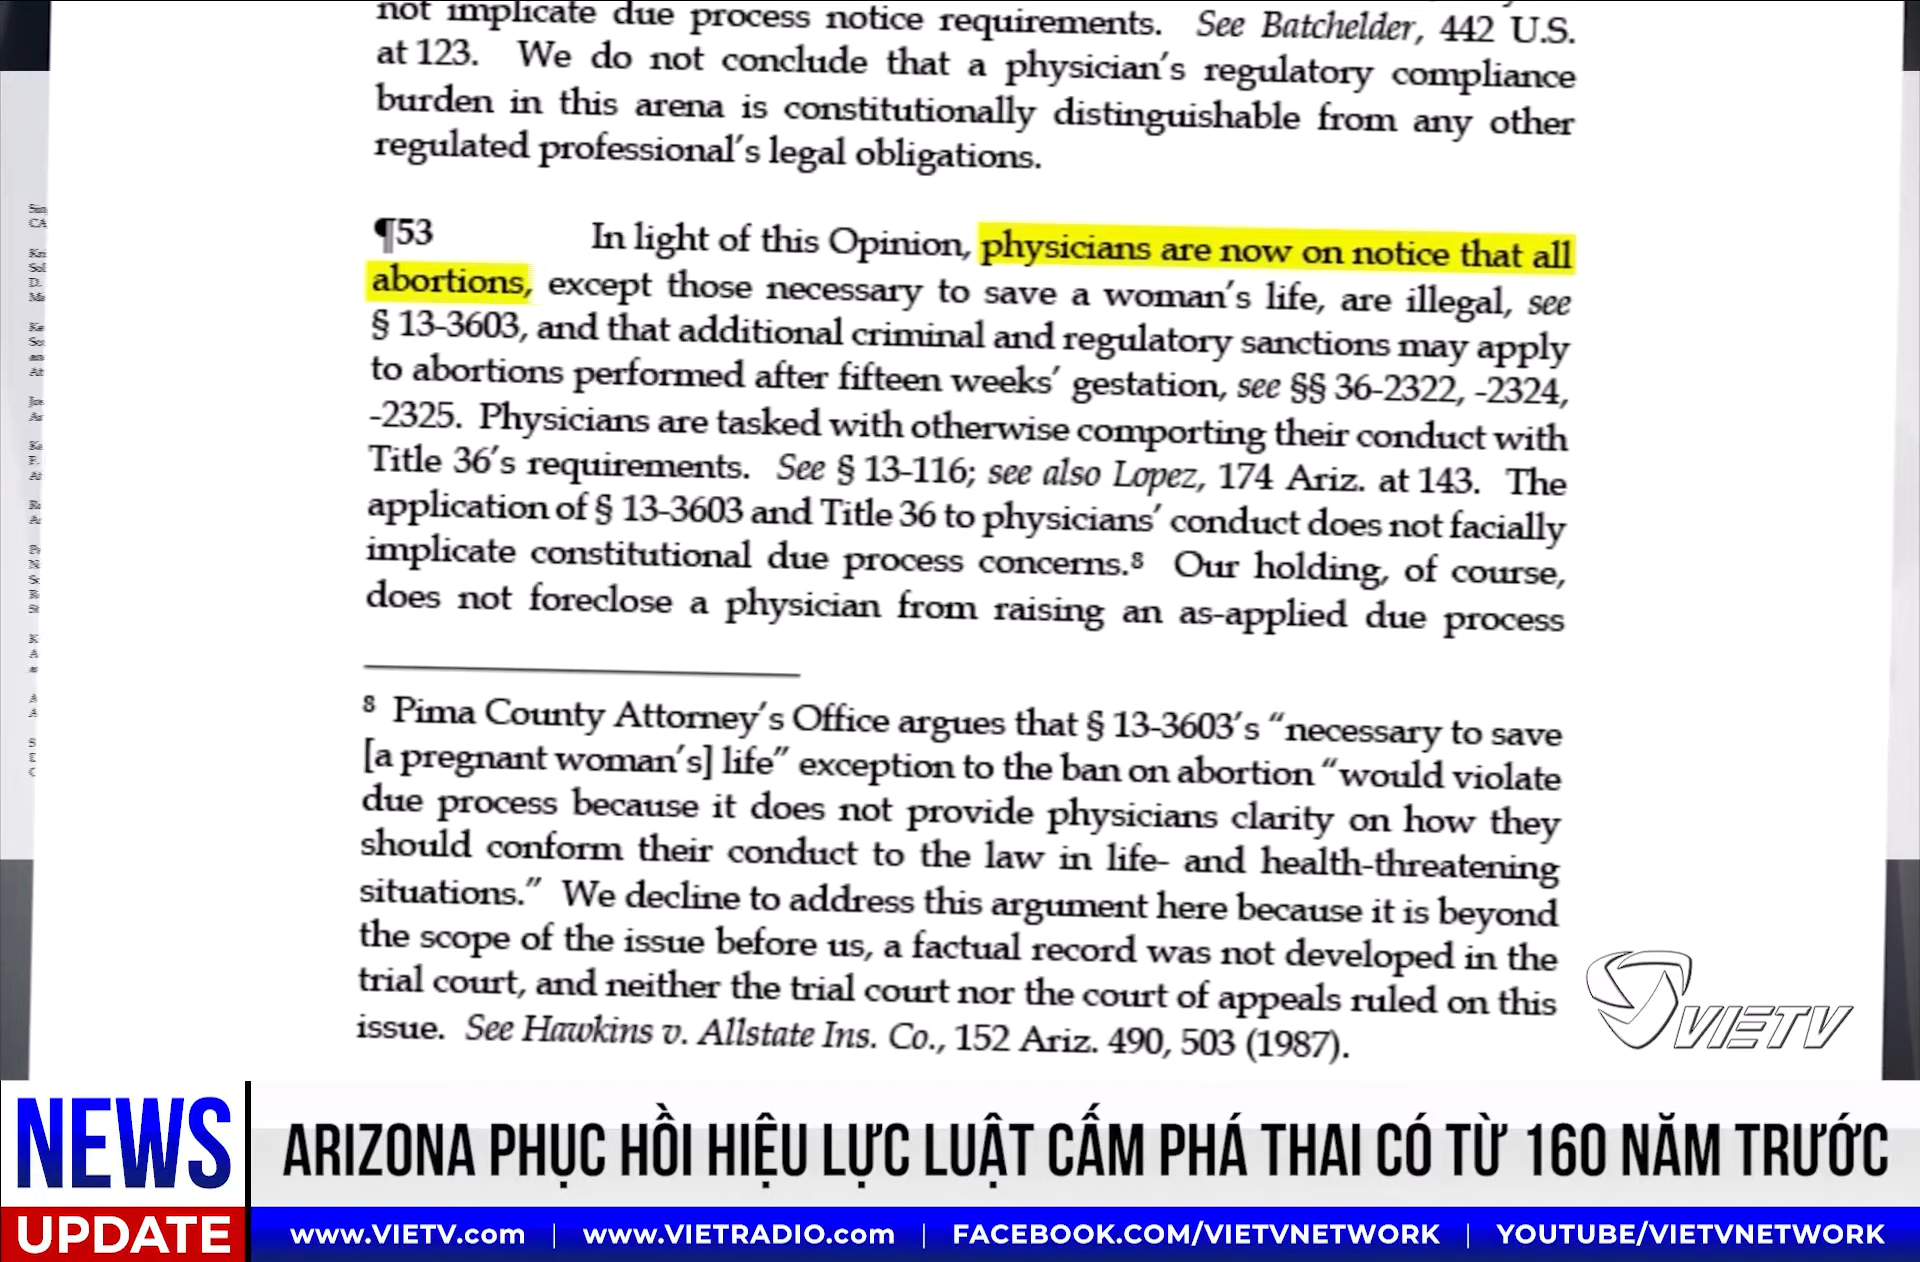 not implicate due process notice requirements. See Batchelder, 442 U.S.
at 123. We do not conclude that a physician's regulatory compliance
burden in this arena is constitutionally distinguishable from any other
regulated professional's legal obligations.
¶53 In light of this Opinion, physicians are now on notice that all
abortions, except those necessary to save a woman's life, are illegal, see
§ 13-3603, and that additional criminal and regulatory sanctions may apply
to abortions performed after fifteen weeks' gestation, see §§ 36-2322, -2324,
-2325. Physicians are tasked with otherwise comporting their conduct with
Title 36's requirements. See § 13-116; see also Lopez, 174 Ariz. at 143. The
application of § 13-3603 and Title 36 to physicians' conduct does not facially
implicate constitutional due process concerns.8 Our holding, of course,
does not foreclose a physician from raising an as-applied due process
8 Pima County Attorney's Office argues that § 13-3603's "necessary to save
[a pregnant woman's] life" exception to the ban on abortion "would violate
due process because it does not provide physicians clarity on how they
should conform their conduct to the law in life- and health-threatening
situations." We decline to address this argument here because it is beyond
the scope of the issue before us, a factual record was not developed in the
trial court, and neither the trial court nor the court of appeals ruled on this
issue. See Hawkins v. Allstate Ins. Co., 152 Ariz. 490, 503 (1987).
VIETV
NEWS
UPDATE
ARIZONA PHỤC HỒI HIỆU LỰC LUẬT CẤM PHÁ THAI CÓ TỪ 160 NĂM TRƯỚC
www.VIETV.com | www.VIETRADIO.com | FACEBOOK.COM/VIETVNETWORK | YOUTUBE/VIETVNETWORK